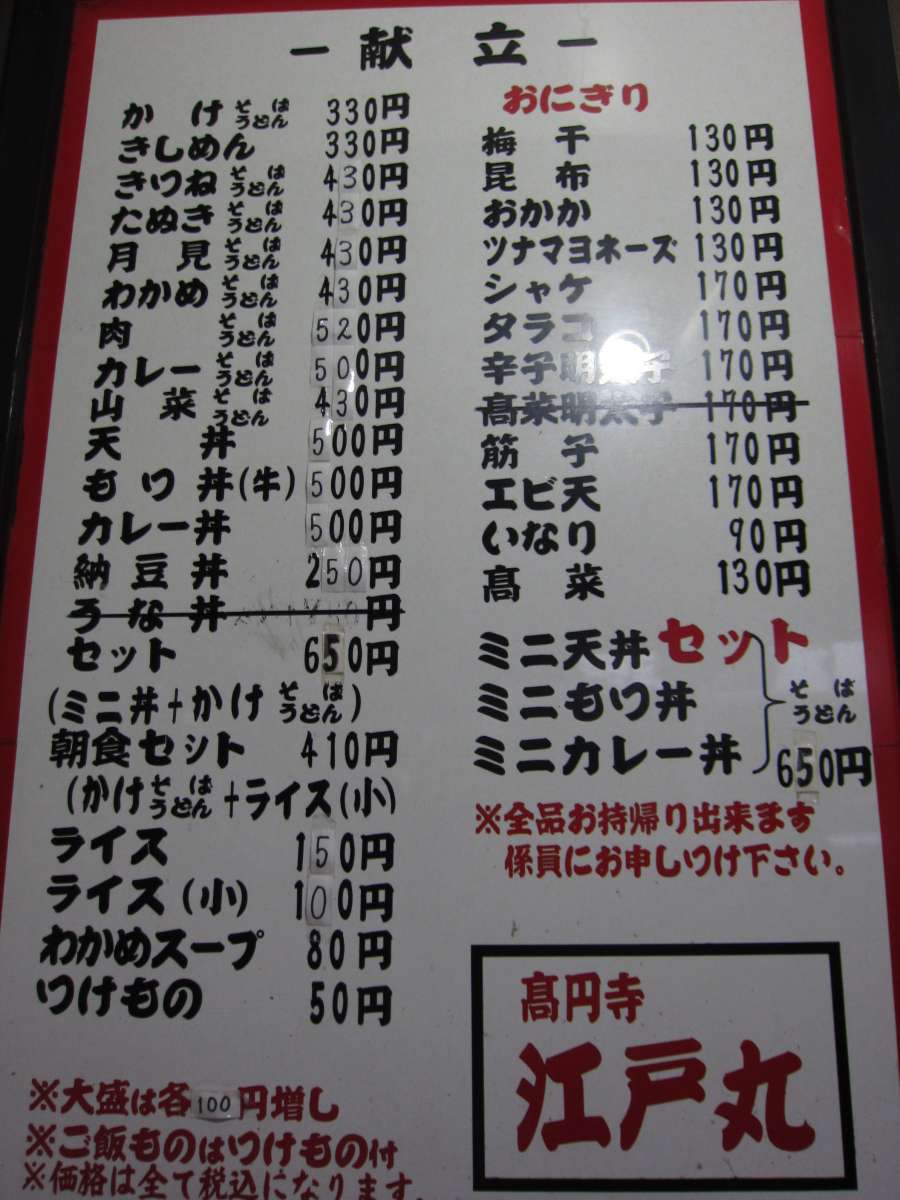 －献 立－
かけ そば うどん 330円
きしめん 330円
きつね そば うどん 430円
たぬき そば うどん 430円
月見 そば うどん 430円
わかめ そば うどん 430円
肉 そば うどん 520円
カレー そば うどん 500円
山菜 そば うどん 430円
天丼 500円
もつ丼(牛) 500円
カレー丼 500円
納豆丼 250円
うな丼 円
セット 650円
(ミニ丼+かけ そば うどん)
朝食セット 410円
(かけ そば うどん+ライス(小)
ライス 150円
ライス(小) 100円
わかめスープ 80円
つけもの 50円
※大盛は各100円増し
※ご飯ものはつけもの付
※価格は全て税込になります。
おにぎり
梅干 130円
昆布 130円
おかか 130円
ツナマヨネーズ 130円
シャケ 170円
タラコ 170円
辛子明太子 170円
高菜明太子 170円
筋子 170円
エビ天 170円
いなり 90円
高菜 130円
ミニ天丼セット
ミニもつ丼 そば うどん
ミニカレー丼 650円
※全品お持帰り出来ます
係員にお申しつけ下さい。
髙円寺
江戸丸